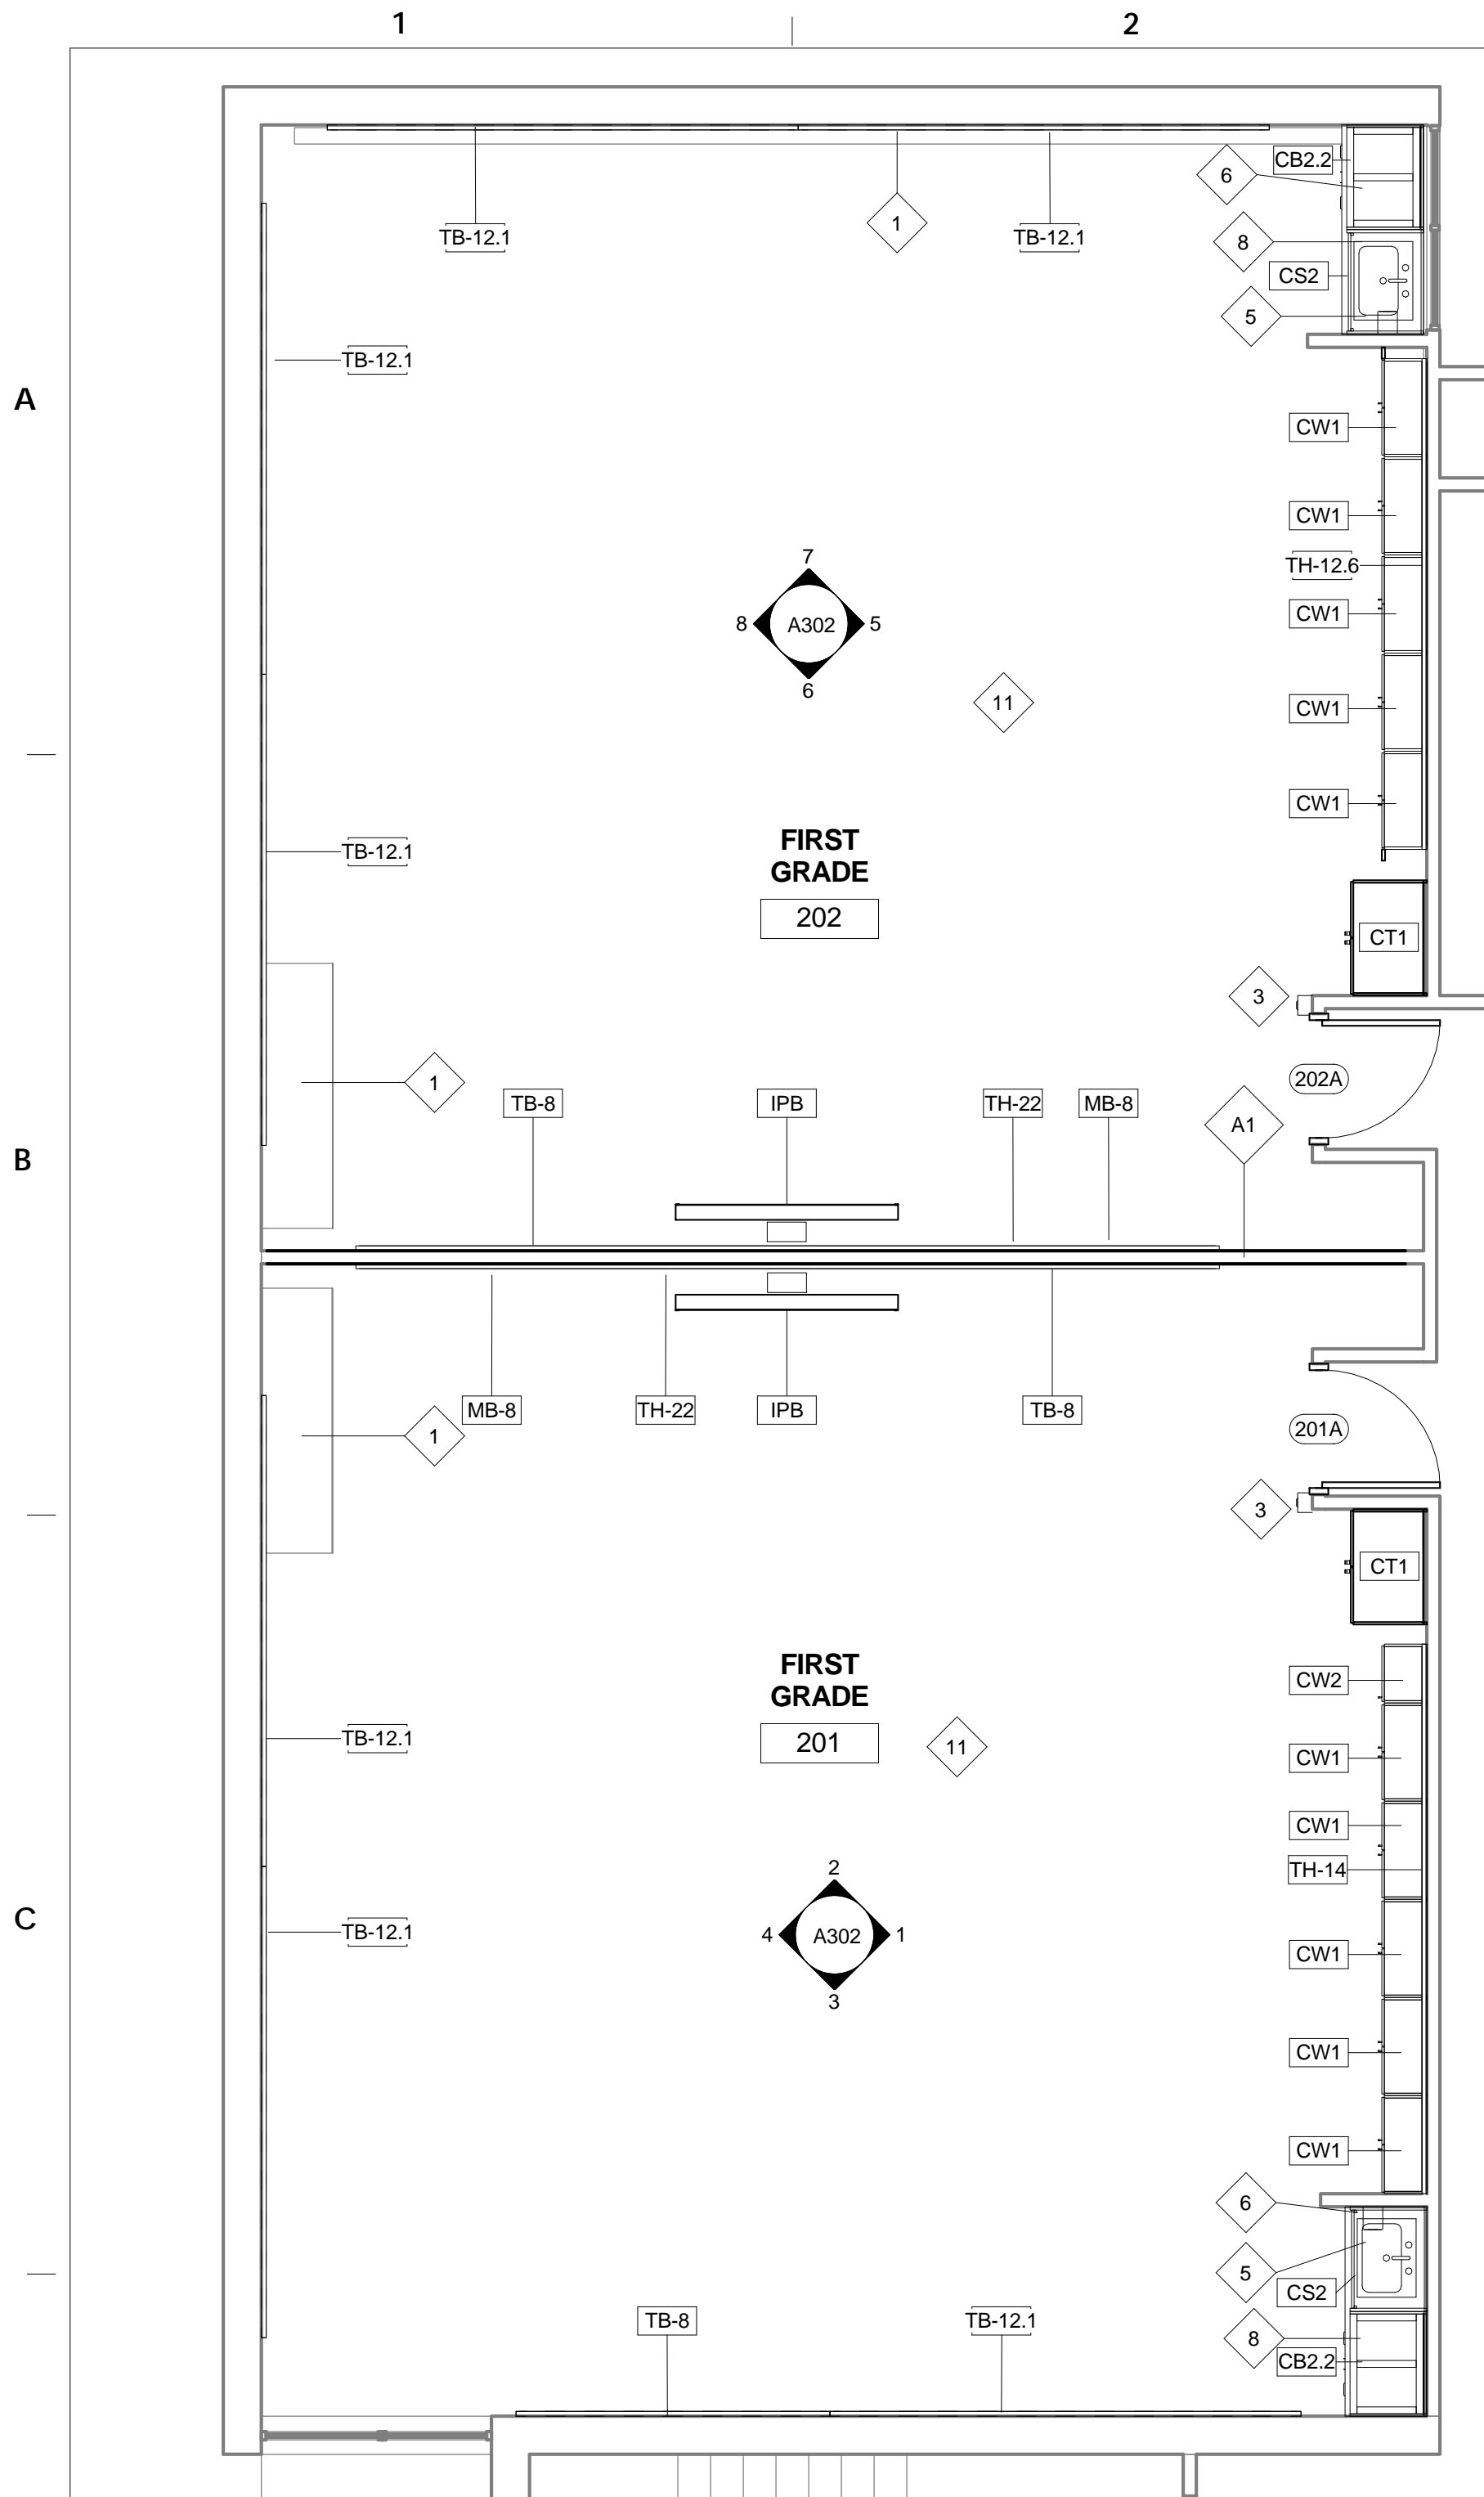 1
2
CB2.2
6
1
TB-12.1
TB-12.1
8
CS2
5
TB-12.1
A
CW1
CW1
7
TH-12.6
CW1
8
A302
5
6
11
CW1
CW1
FIRST
GRADE
TB-12.1
202
CT1
3
1
202A
TB-8
IPB
TH-22
MB-8
A1
B
MB-8
TH-22
IPB
TB-8
1
201A
3
CT1
FIRST
GRADE
CW2
TB-12.1
201
11
CW1
CW1
2
TH-14
C
TB-12.1
4
A302
1
CW1
3
CW1
CW1
6
5
CS2
TB-8
TB-12.1
8
CB2.2